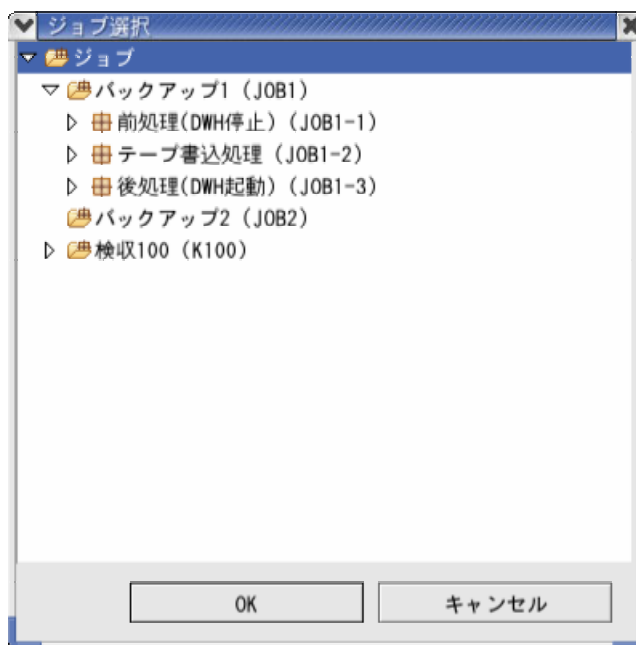 ジョブ選択
ジョブ
バックアップ1 (JOB1)
前処理(DWH停止) (JOB1-1)
テープ書込処理 (JOB1-2)
後処理(DWH起動) (JOB1-3)
バックアップ2 (JOB2)
検収100 (K100)
OK キャンセル